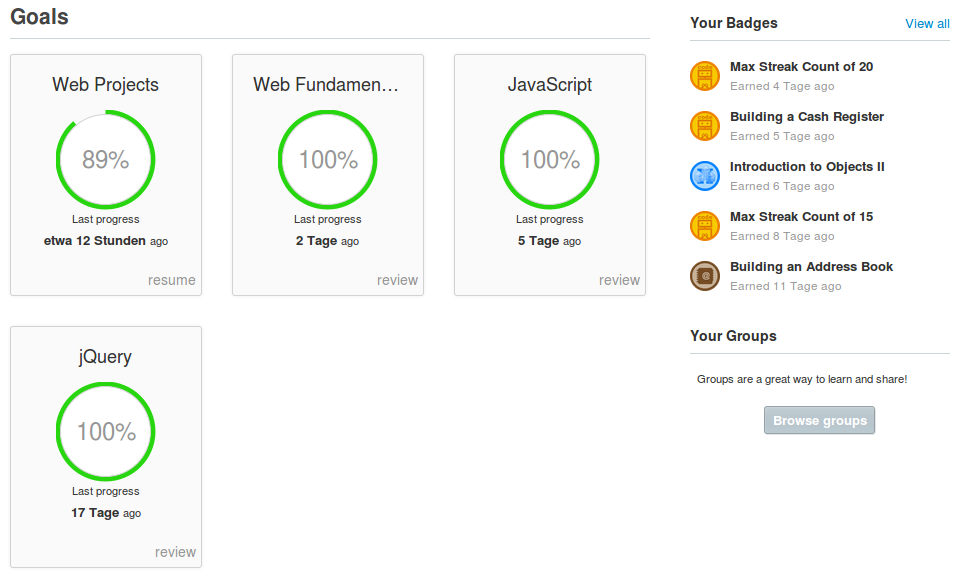 Goals
Web Projects
89%
Last progress
etwa 12 Stunden ago
resume
Web Fundamen…
100%
Last progress
2 Tage ago
review
JavaScript
100%
Last progress
5 Tage ago
review
jQuery
100%
Last progress
17 Tage ago
review
Your Badges
View all
Max Streak Count of 20
Earned 4 Tage ago
Building a Cash Register
Earned 5 Tage ago
Introduction to Objects II
Earned 6 Tage ago
Max Streak Count of 15
Earned 8 Tage ago
Building an Address Book
Earned 11 Tage ago
Your Groups
Groups are a great way to learn and share!
Browse groups